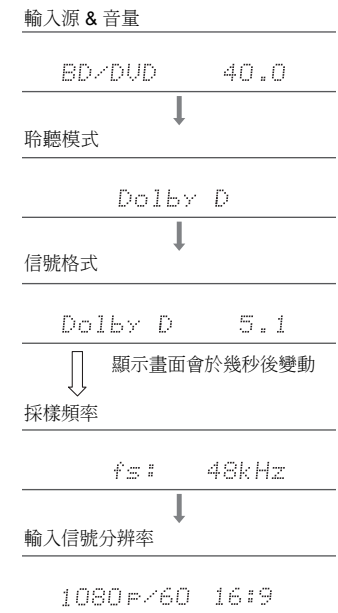 輸入源 & 音量
BD/DVD 40.0
聆聽模式
Dolby D
信號格式
Dolby D 5.1
顯示畫面會於幾秒後變動
採樣頻率
fs: 48kHz
輸入信號分辨率
1080p/60 16:9